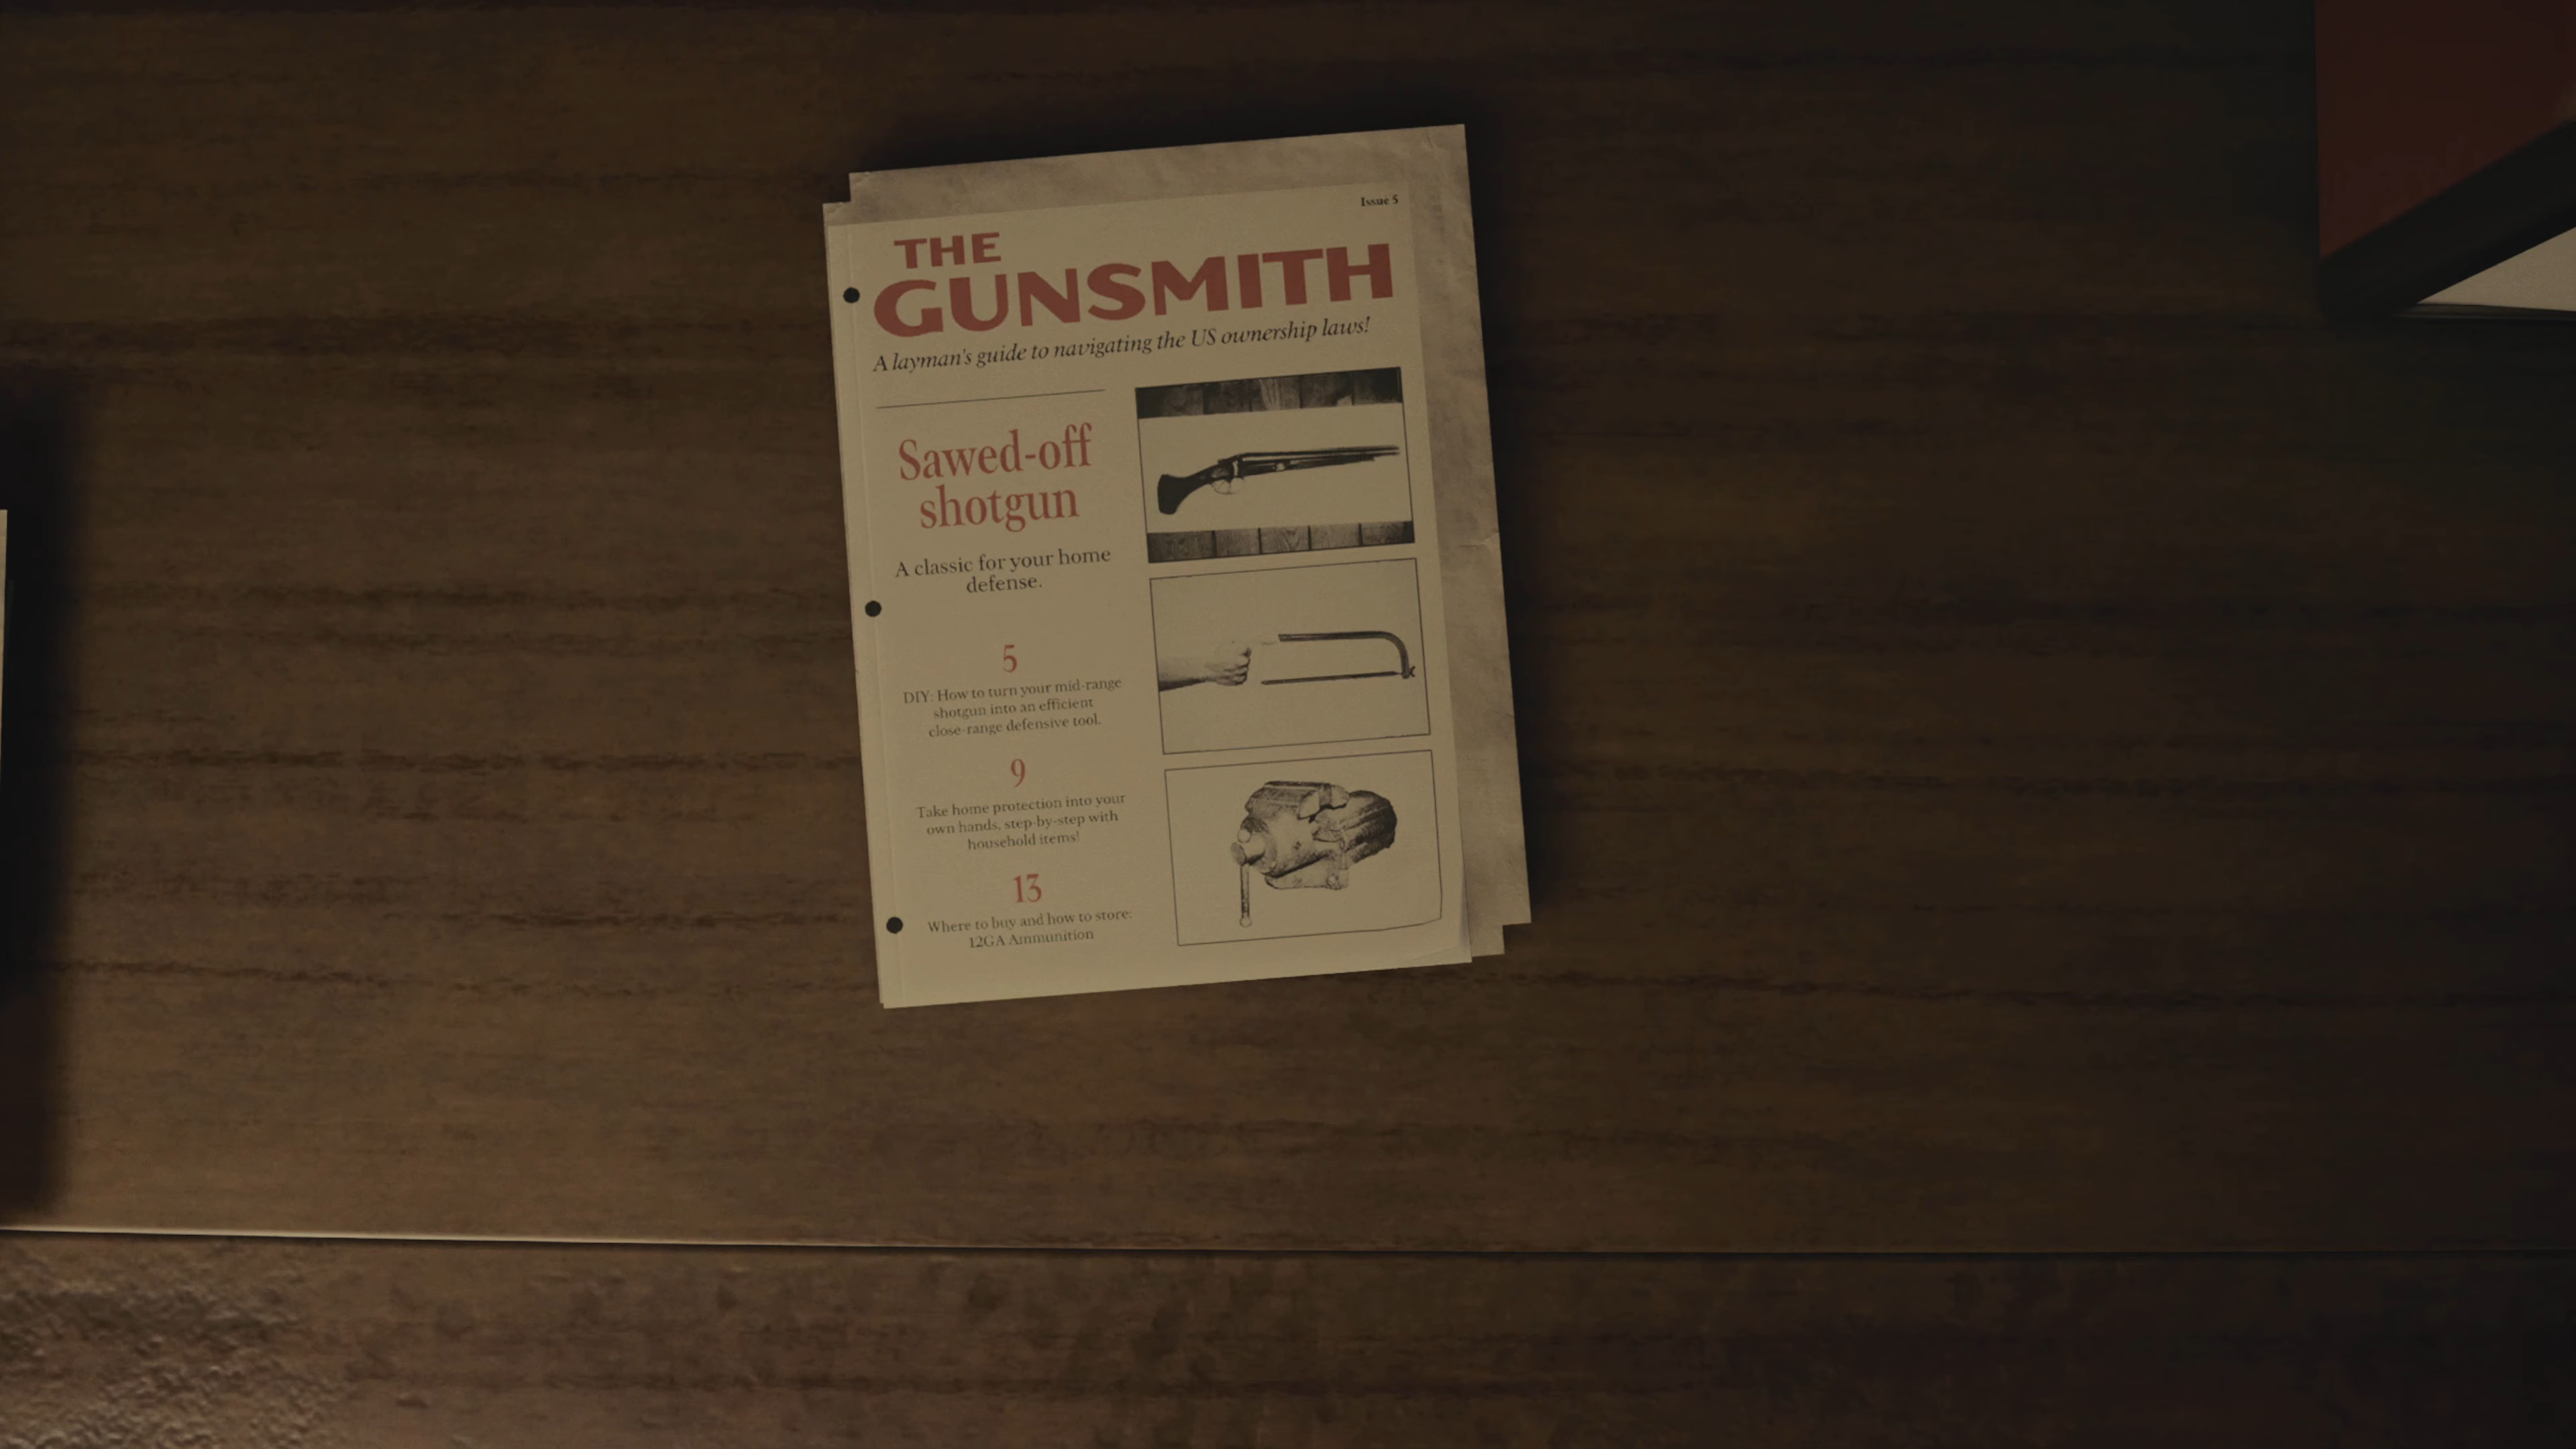 Issue 5
THE
GUNSMITH
A layman's guide to navigating the US ownership laws!
Sawed-off
shotgun
A classic for your home
defense.
5
DIY: How to turn your mid-range
shotgun into an efficient
close-range defensive tool.
9
Take home protection into your
own hands, step-by-step with
household items!
13
Where to buy and how to store:
12GA Ammunition